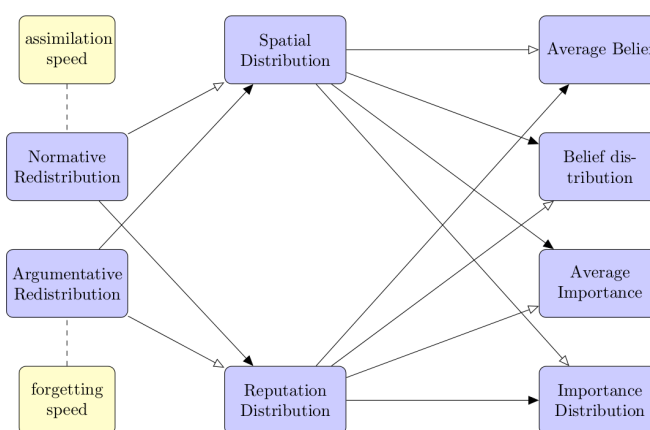 assimilation
speed
Spatial
Distribution
Average Belief
Normative
Redistribution
Belief dis-
tribution
Argumentative
Redistribution
Average
Importance
forgetting
speed
Reputation
Distribution
Importance
Distribution